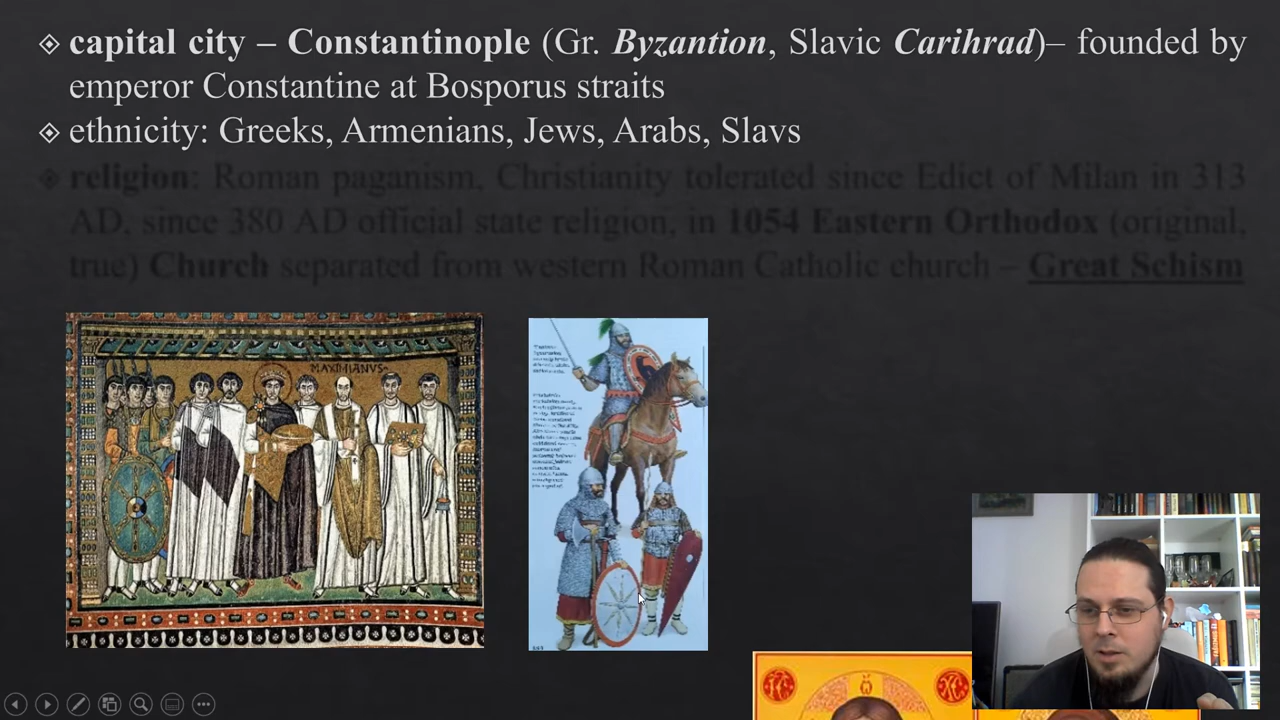 capital city – Constantinople (Gr. Byzantion, Slavic Carihrad)– founded by
emperor Constantine at Bosporus straits
ethnicity: Greeks, Armenians, Jews, Arabs, Slavs
religion: Roman paganism, Christianity tolerated since Edict of Milan in 313
AD, since 380 AD official state religion, in 1054 Eastern Orthodox (original,
true) Church separated from western Roman Catholic church – Great Schism
MAXIMIANVS